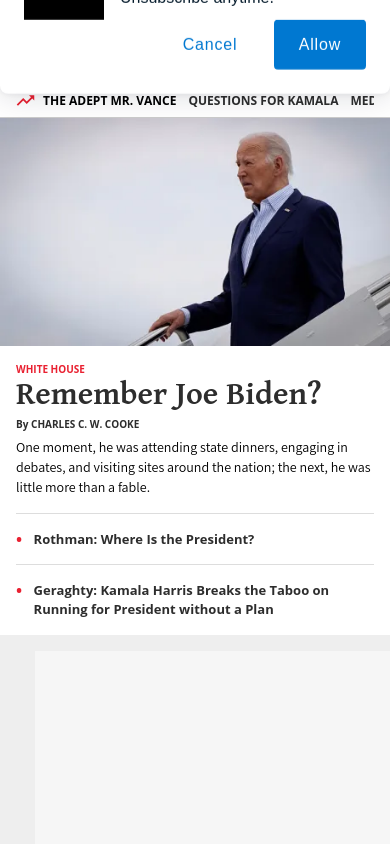 Unsubscribe anytime.
Cancel
Allow
THE ADEPT MR. VANCE QUESTIONS FOR KAMALA
WHITE HOUSE
Remember Joe Biden?
By CHARLES C. W. COOKE
One moment, he was attending state dinners, engaging in
debates, and visiting sites around the nation; the next, he was
little more than a fable.
Rothman: Where Is the President?
Geraghty: Kamala Harris Breaks the Taboo on
Running for President without a Plan